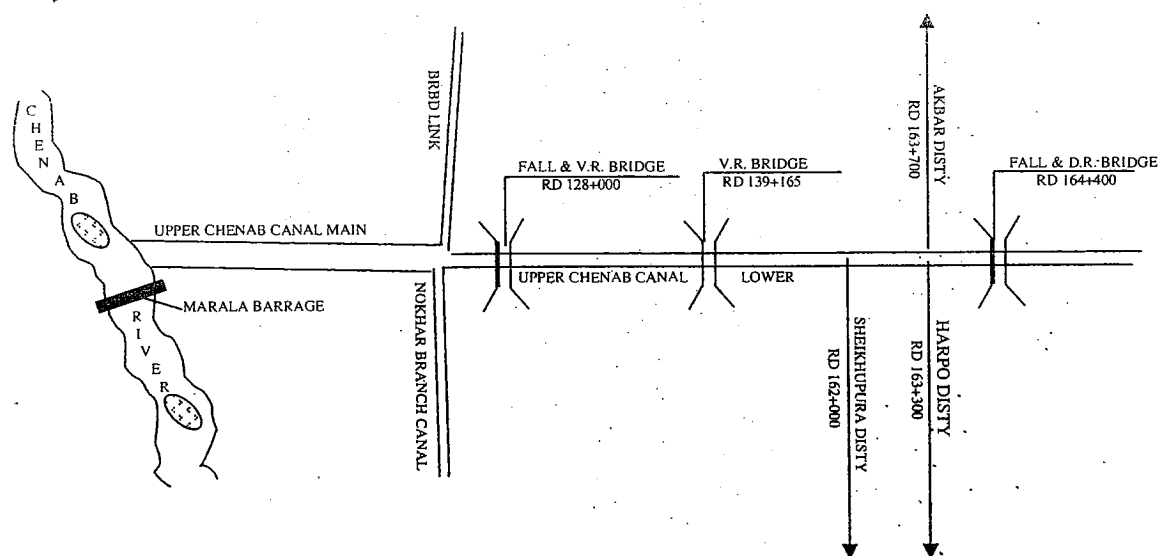 CHENAB
RIVER
MARALA BARRAGE
UPPER CHENAB CANAL MAIN
BRBD LINK
NOKHAR BRANCH CANAL
FALL & V.R. BRIDGE
RD 128+000
V.R. BRIDGE
RD 139+165
UPPER CHENAB CANAL LOWER
AKBAR DISTY
RD 163+700
FALL & D.R. BRIDGE
RD 164+400
SHEIKHUPURA DISTY
RD 162+000
HARPO DISTY
RD 163+300